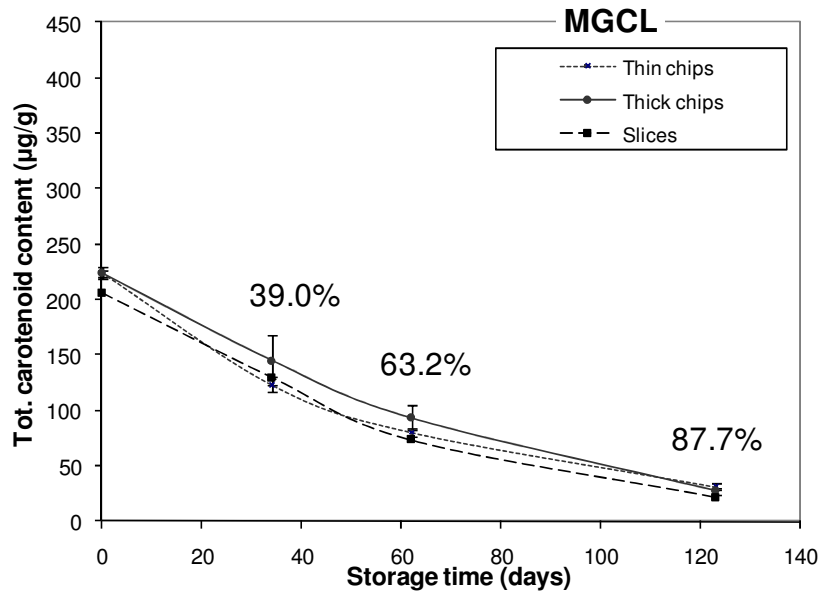 MGCL
Thin chips
Thick chips
Slices
Tot. carotenoid content (µg/g)
450
400
350
300
250
200
150
100
50
0
39.0%
63.2%
87.7%
0 20 40 60 80 100 120 140
Storage time (days)